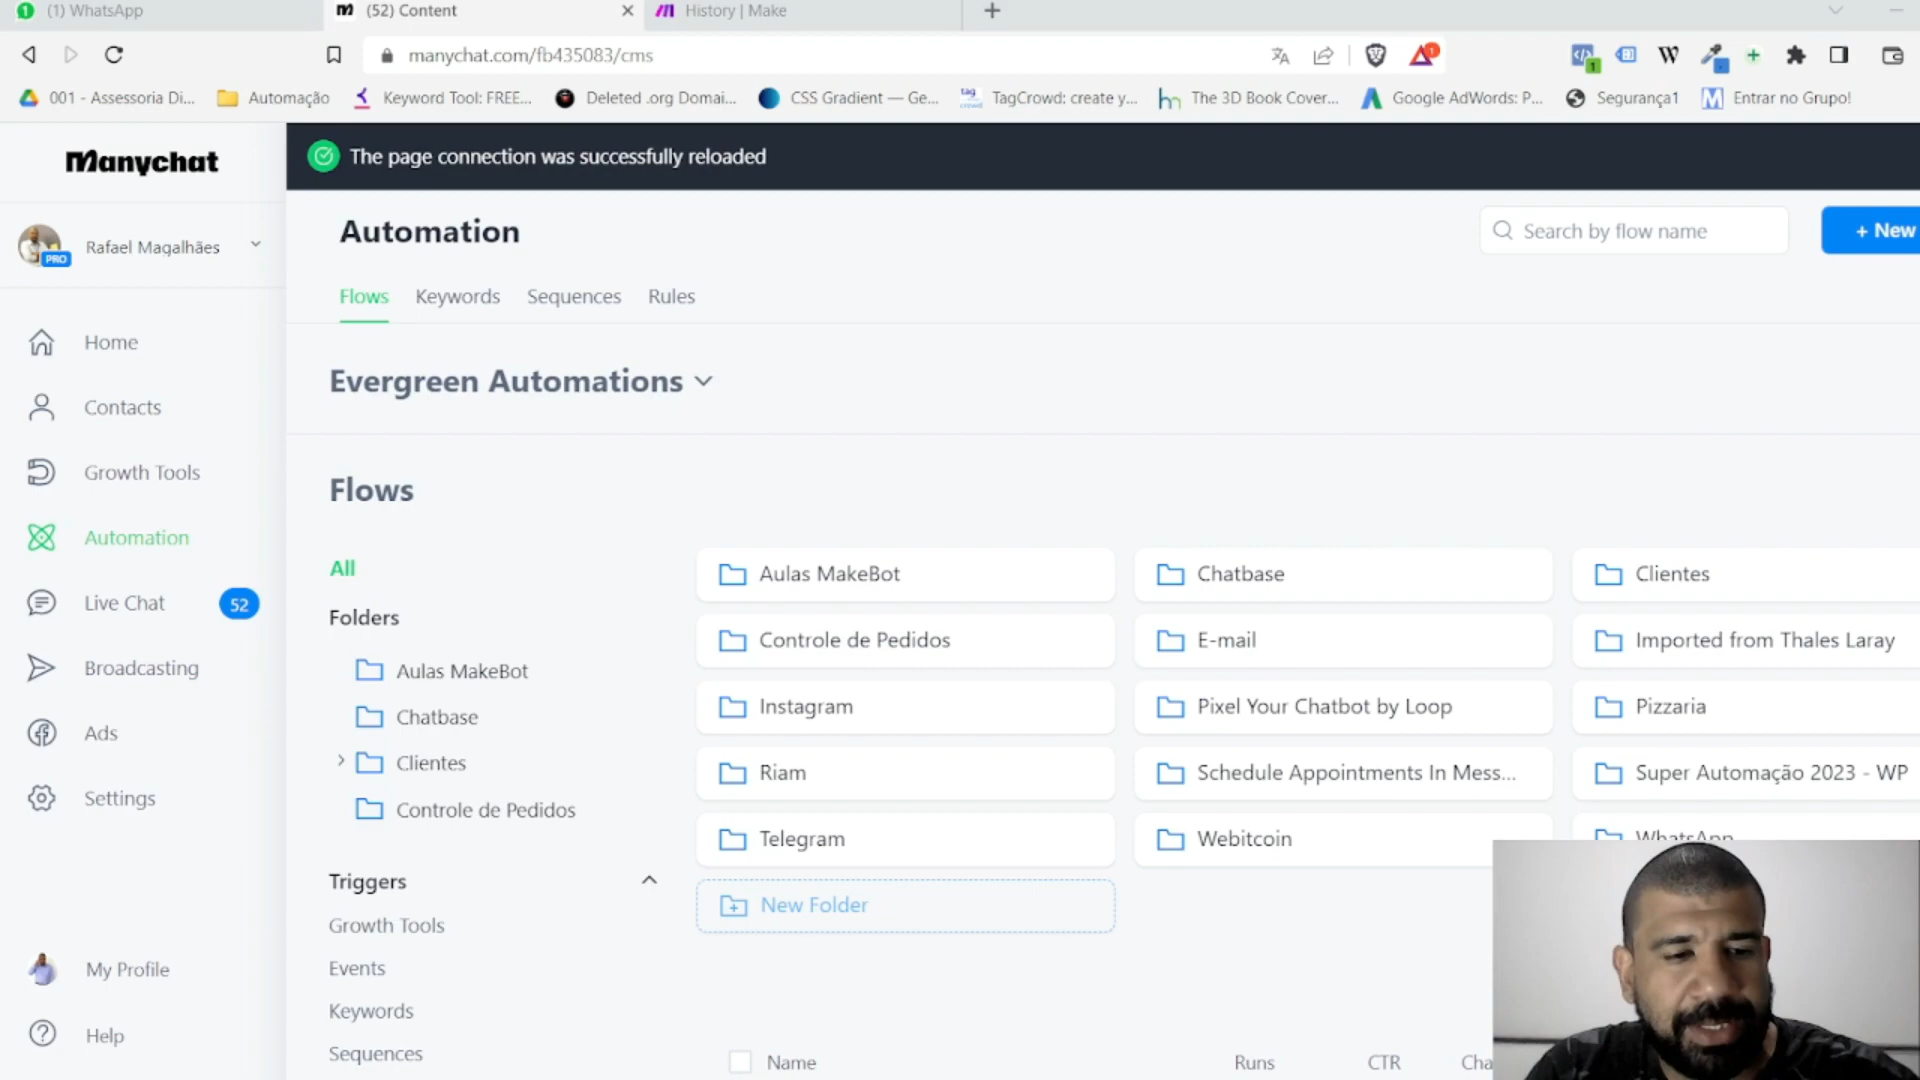 (1) WhatsApp
(52) Content
History | Make
manychat.com/fb435083/cms
001 - Assessoria Di...
Automação
Keyword Tool: FREE...
Deleted .org Domai...
CSS Gradient — Ge...
TagCrowd: create y...
The 3D Book Cover...
Google AdWords: P...
Segurança1
Entrar no Grupo!
Manychat
The page connection was successfully reloaded
Rafael Magalhães
PRO
Automation
Search by flow name
+ New
Flows Keywords Sequences Rules
Home
Contacts
Growth Tools
Automation
Live Chat 52
Broadcasting
Ads
Settings
My Profile
Help
Evergreen Automations
Flows
All
Folders
Aulas MakeBot
Chatbase
Clientes
Controle de Pedidos
Triggers
Growth Tools
Events
Keywords
Sequences
Aulas MakeBot
Chatbase
Clientes
Controle de Pedidos
E-mail
Imported from Thales Laray
Instagram
Pixel Your Chatbot by Loop
Pizzaria
Riam
Schedule Appointments In Mess...
Super Automação 2023 - WP
Telegram
Webitcoin
WhatsApp
New Folder
Name Runs CTR